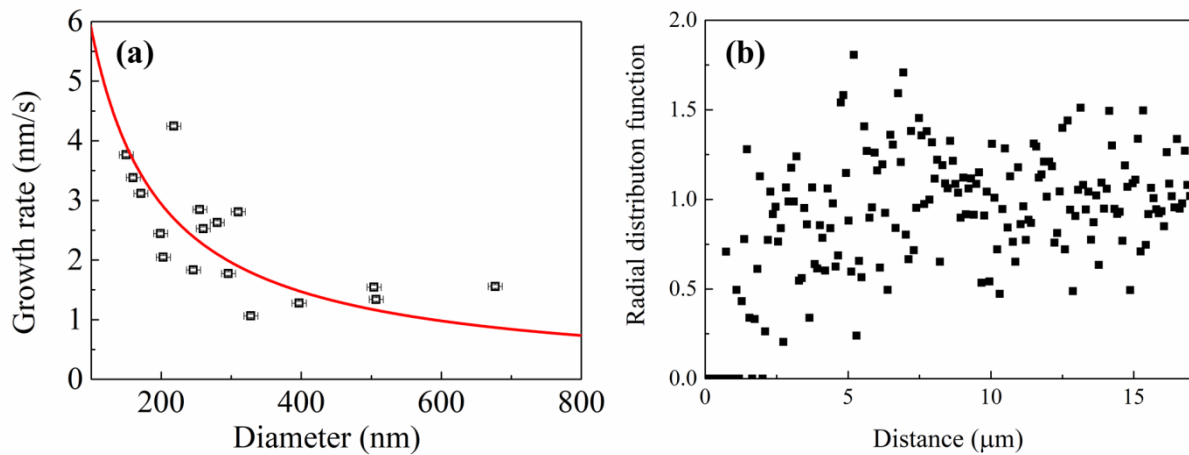 (a)
Growth rate (nm/s)
6
5
4
3
2
1
0
200 400 600 800
Diameter (nm)
(b)
Radial distributon function
2.0
1.5
1.0
0.5
0.0
0 5 10 15
Distance (μm)